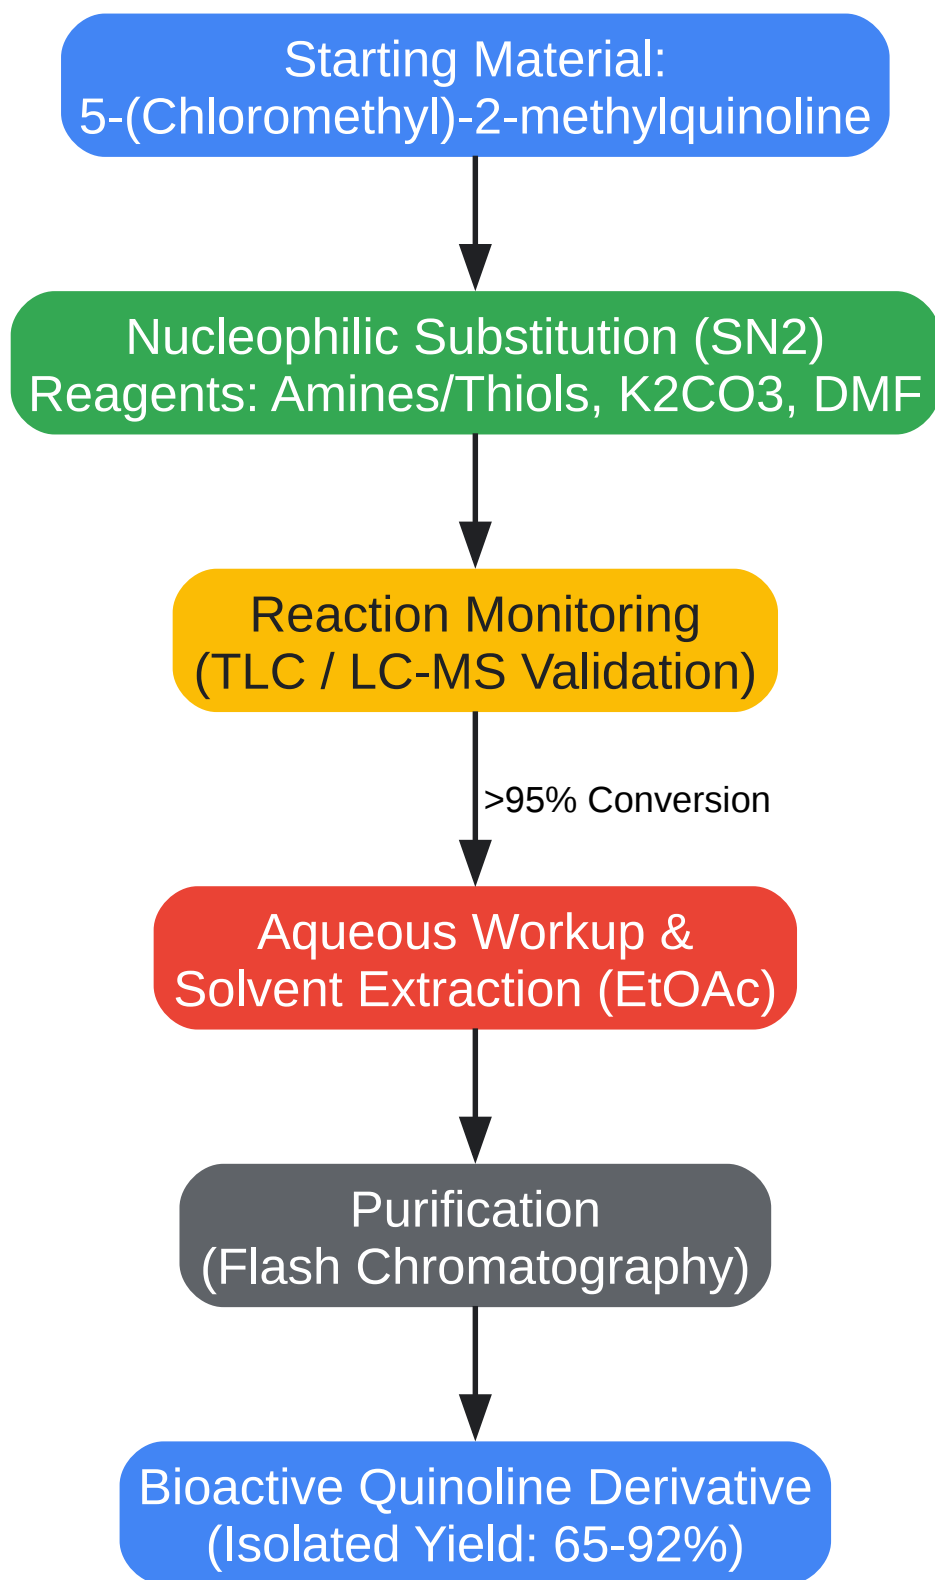 Starting Material:
5-(Chloromethyl)-2-methylquinoline
Nucleophilic Substitution (SN2)
Reagents: Amines/Thiols, K2CO3, DMF
Reaction Monitoring
(TLC / LC-MS Validation)
>95% Conversion
Aqueous Workup &
Solvent Extraction (EtOAc)
Purification
(Flash Chromatography)
Bioactive Quinoline Derivative
(Isolated Yield: 65-92%)